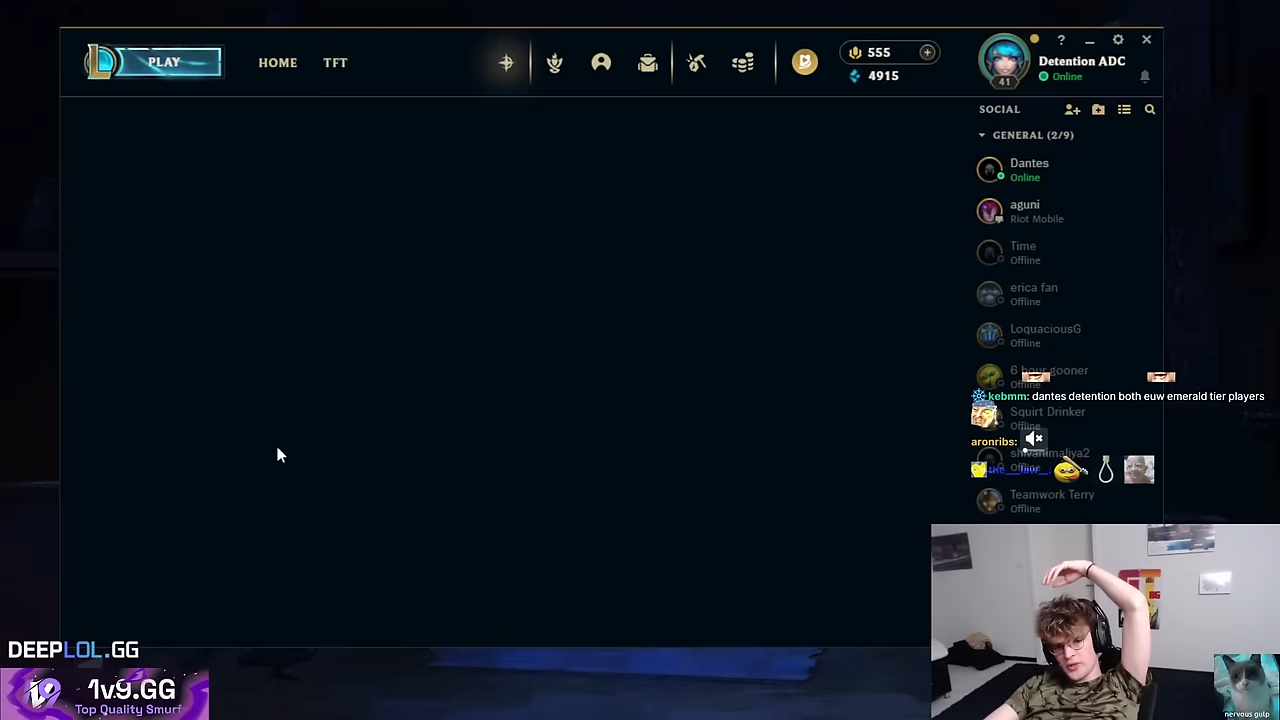 PLAY
HOME
TFT
555
4915
?
41
Detention ADC
Online
SOCIAL
GENERAL (2/9)
Dantes
Online
aguni
Riot Mobile
Time
Offline
erica fan
Offline
LoquaciousG
Offline
6 hour gooner
Offline
kebmm: dantes detention both euw emerald tier players
Squirt Drinker
Offline
aronribs:
Offline
Teamwork Terry
Offline
DEEPLOL.GG
1v9.GG
Top Quality Smurf
nervous gulp